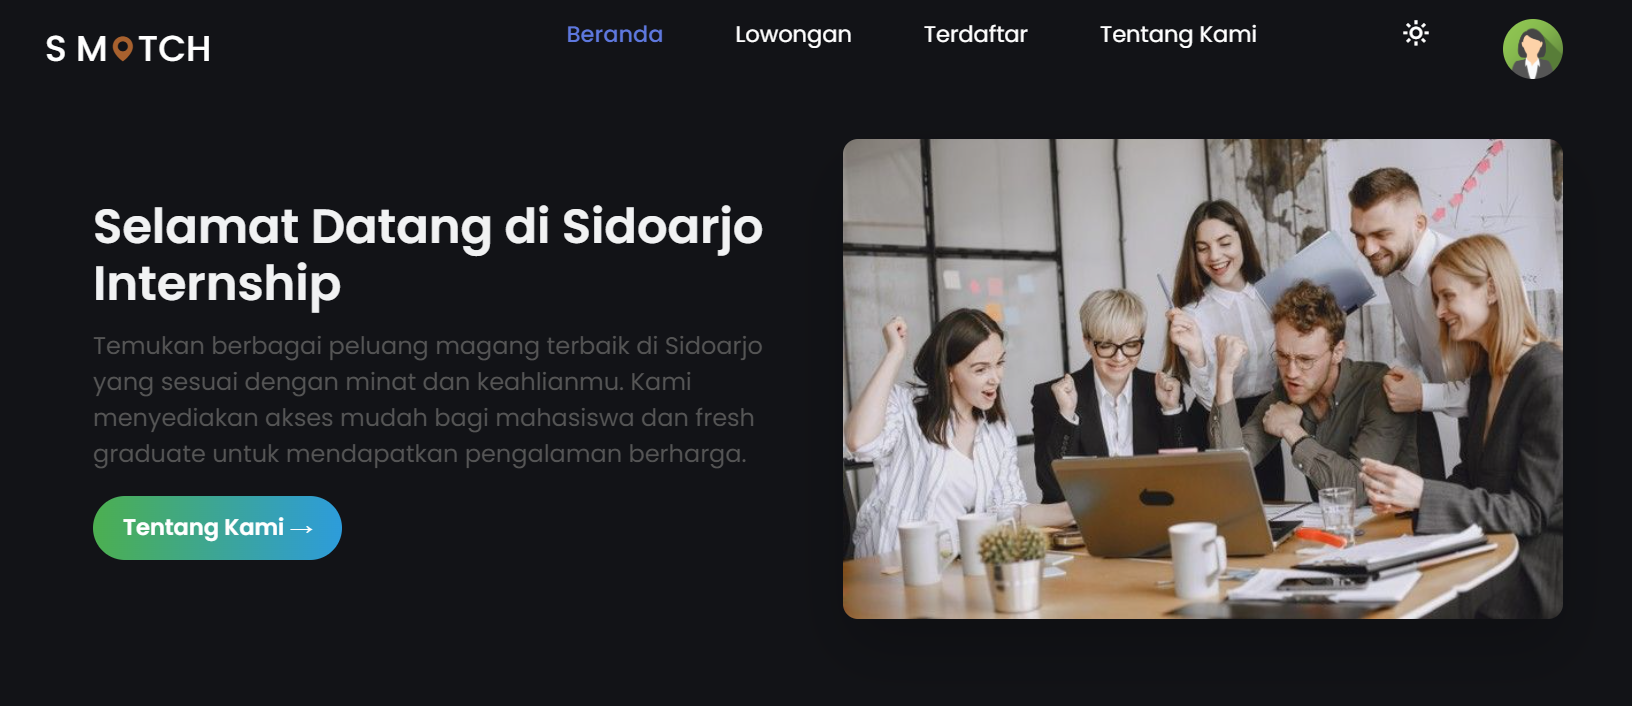 S M TCH
Beranda
Lowongan
Terdaftar
Tentang Kami
Selamat Datang di Sidoarjo
Internship
Temukan berbagai peluang magang terbaik di Sidoarjo
yang sesuai dengan minat dan keahlianmu. Kami
menyediakan akses mudah bagi mahasiswa dan fresh
graduate untuk mendapatkan pengalaman berharga.
Tentang Kami →